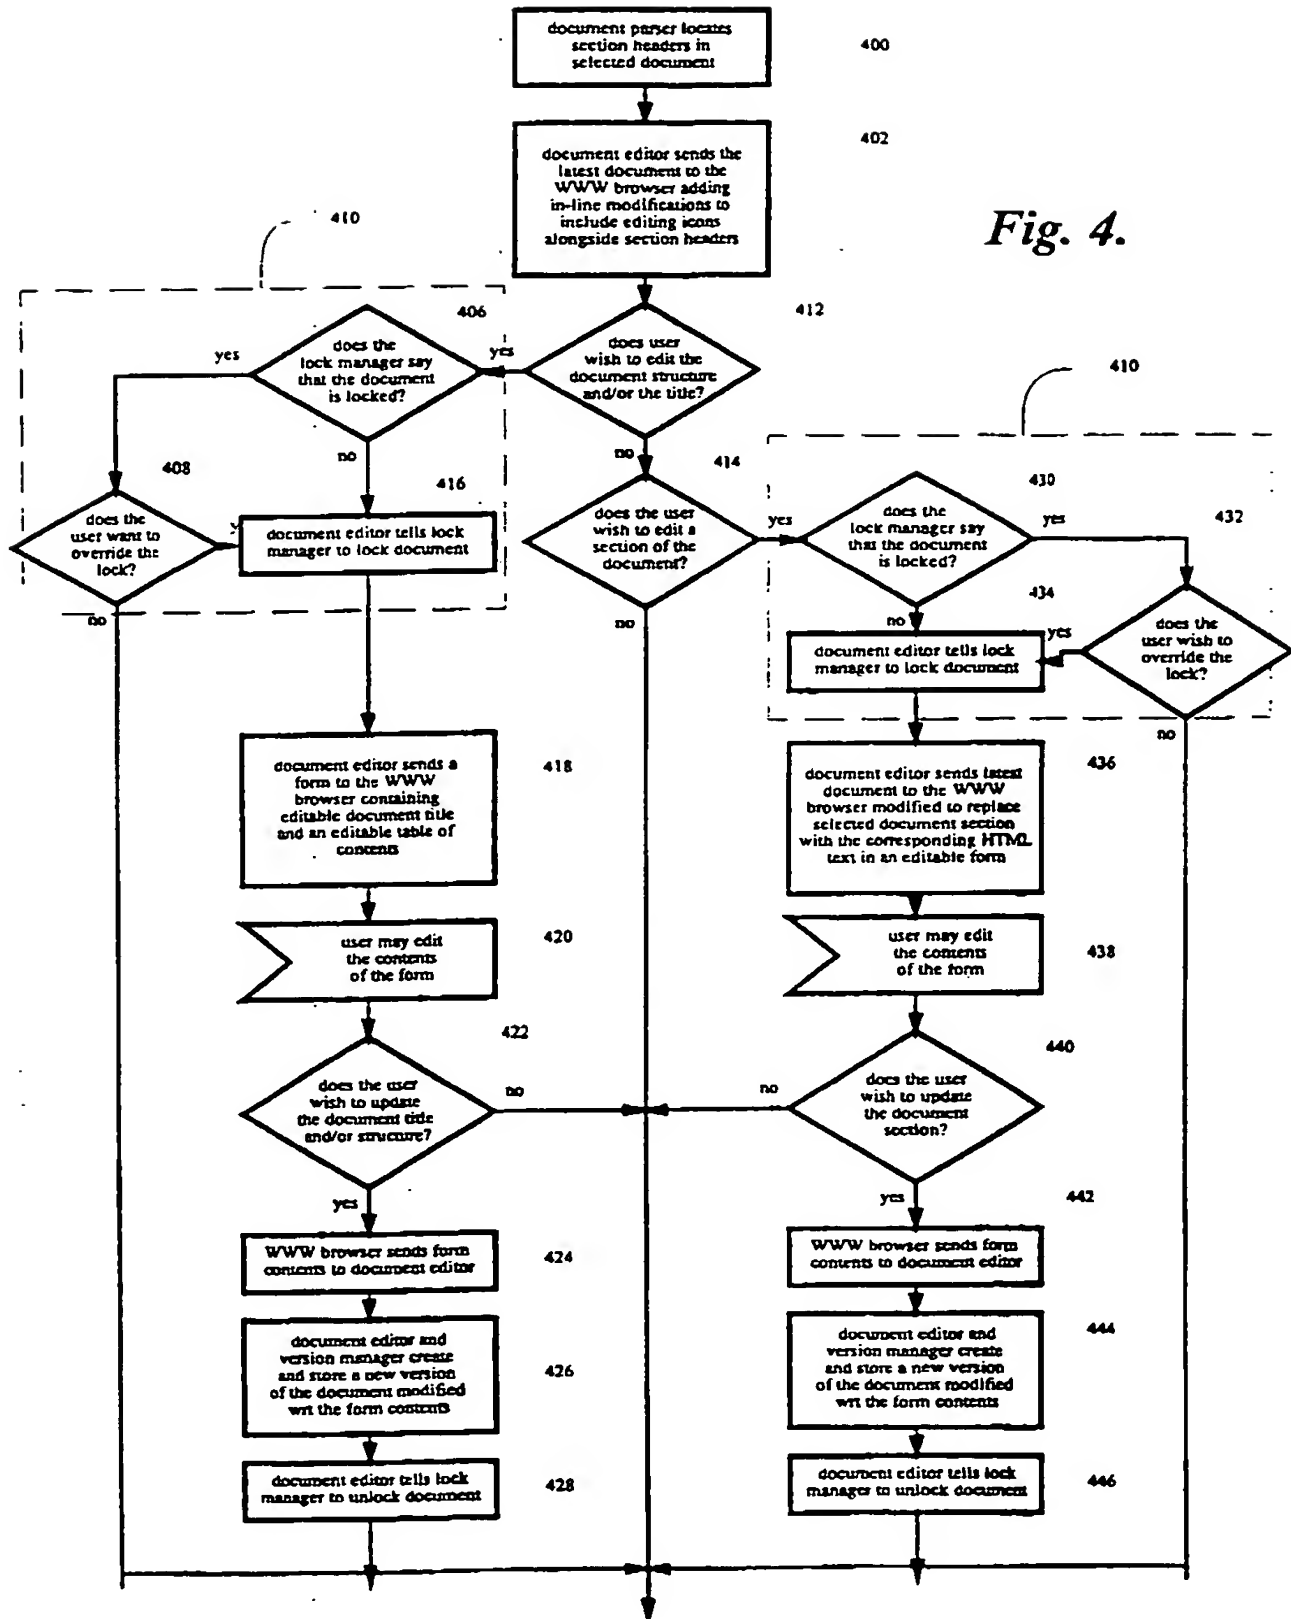 document parser locates
section headers in
selected document
400
document editor sends the
latest document to the
WWW browser adding
in-line modifications to
include editing icons
alongside section headers
402
Fig. 4.
410
does the
lock manager say
that the document
is locked?
406
yes
no
does user
wish to edit the
document structure
and/or the title?
412
yes
no
410
does the
user want to
override the
lock?
408
no
document editor tells lock
manager to lock document
416
does the user
wish to edit a
section of the
document?
414
yes
no
does the
lock manager say
that the document
is locked?
430
yes
no
432
does the
user wish to
override the
lock?
yes
no
434
document editor tells lock
manager to lock document
document editor sends a
form to the WWW
browser containing
editable document title
and an editable table of
contents
418
document editor sends latest
document to the WWW
browser modified to replace
selected document section
with the corresponding HTML
text in an editable form
436
user may edit
the contents
of the form
420
user may edit
the contents
of the form
438
does the user
wish to update
the document title
and/or structure?
422
no
yes
does the user
wish to update
the document
section?
440
no
yes
WWW browser sends form
contents to document editor
424
WWW browser sends form
contents to document editor
442
document editor and
version manager create
and store a new version
of the document modified
wrt the form contents
426
document editor and
version manager create
and store a new version
of the document modified
wrt the form contents
444
document editor tells lock
manager to unlock document
428
document editor tells lock
manager to unlock document
446